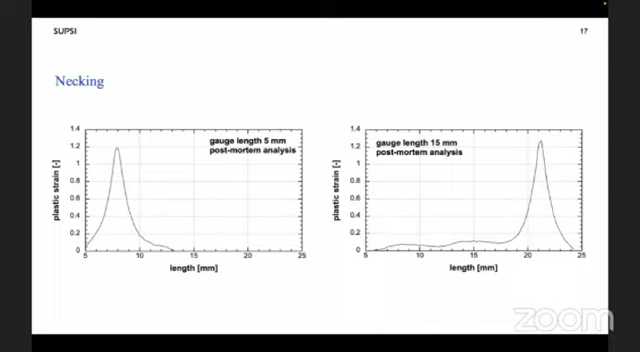 SUPSI
17
Necking
gauge length 5 mm
post-mortem analysis
plastic strain [-]
1.4
1.2
1
0.8
0.6
0.4
0.2
0
5
10
15
20
25
length [mm]
gauge length 15 mm
post-mortem analysis
plastic strain [-]
1.4
1.2
1
0.8
0.6
0.4
0.2
0
5
10
15
20
25
length [mm]
zoom